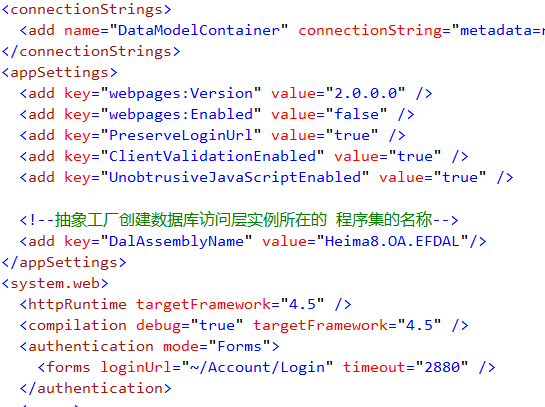 <connectionStrings>
<add name="DataModelContainer" connectionString="metadata=
</connectionStrings>
<appSettings>
<add key="webpages:Version" value="2.0.0.0" />
<add key="webpages:Enabled" value="false" />
<add key="PreserveLoginUrl" value="true" />
<add key="ClientValidationEnabled" value="true" />
<add key="UnobtrusiveJavaScriptEnabled" value="true" />
<!--抽象工厂创建数据库访问层实例所在的 程序集的名称-->
<add key="DalAssemblyName" value="Heima8.OA.EFDAL"/>
</appSettings>
<system.web>
<httpRuntime targetFramework="4.5" />
<compilation debug="true" targetFramework="4.5" />
<authentication mode="Forms">
<forms loginUrl="~/Account/Login" timeout="2880" />
</authentication>